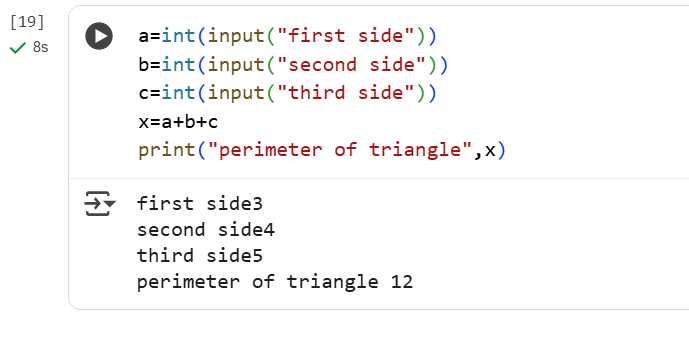 [19]
8s
a=int(input("first side"))
b=int(input("second side"))
c=int(input("third side"))
x=a+b+c
print("perimeter of triangle",x)
first side3
second side4
third side5
perimeter of triangle 12